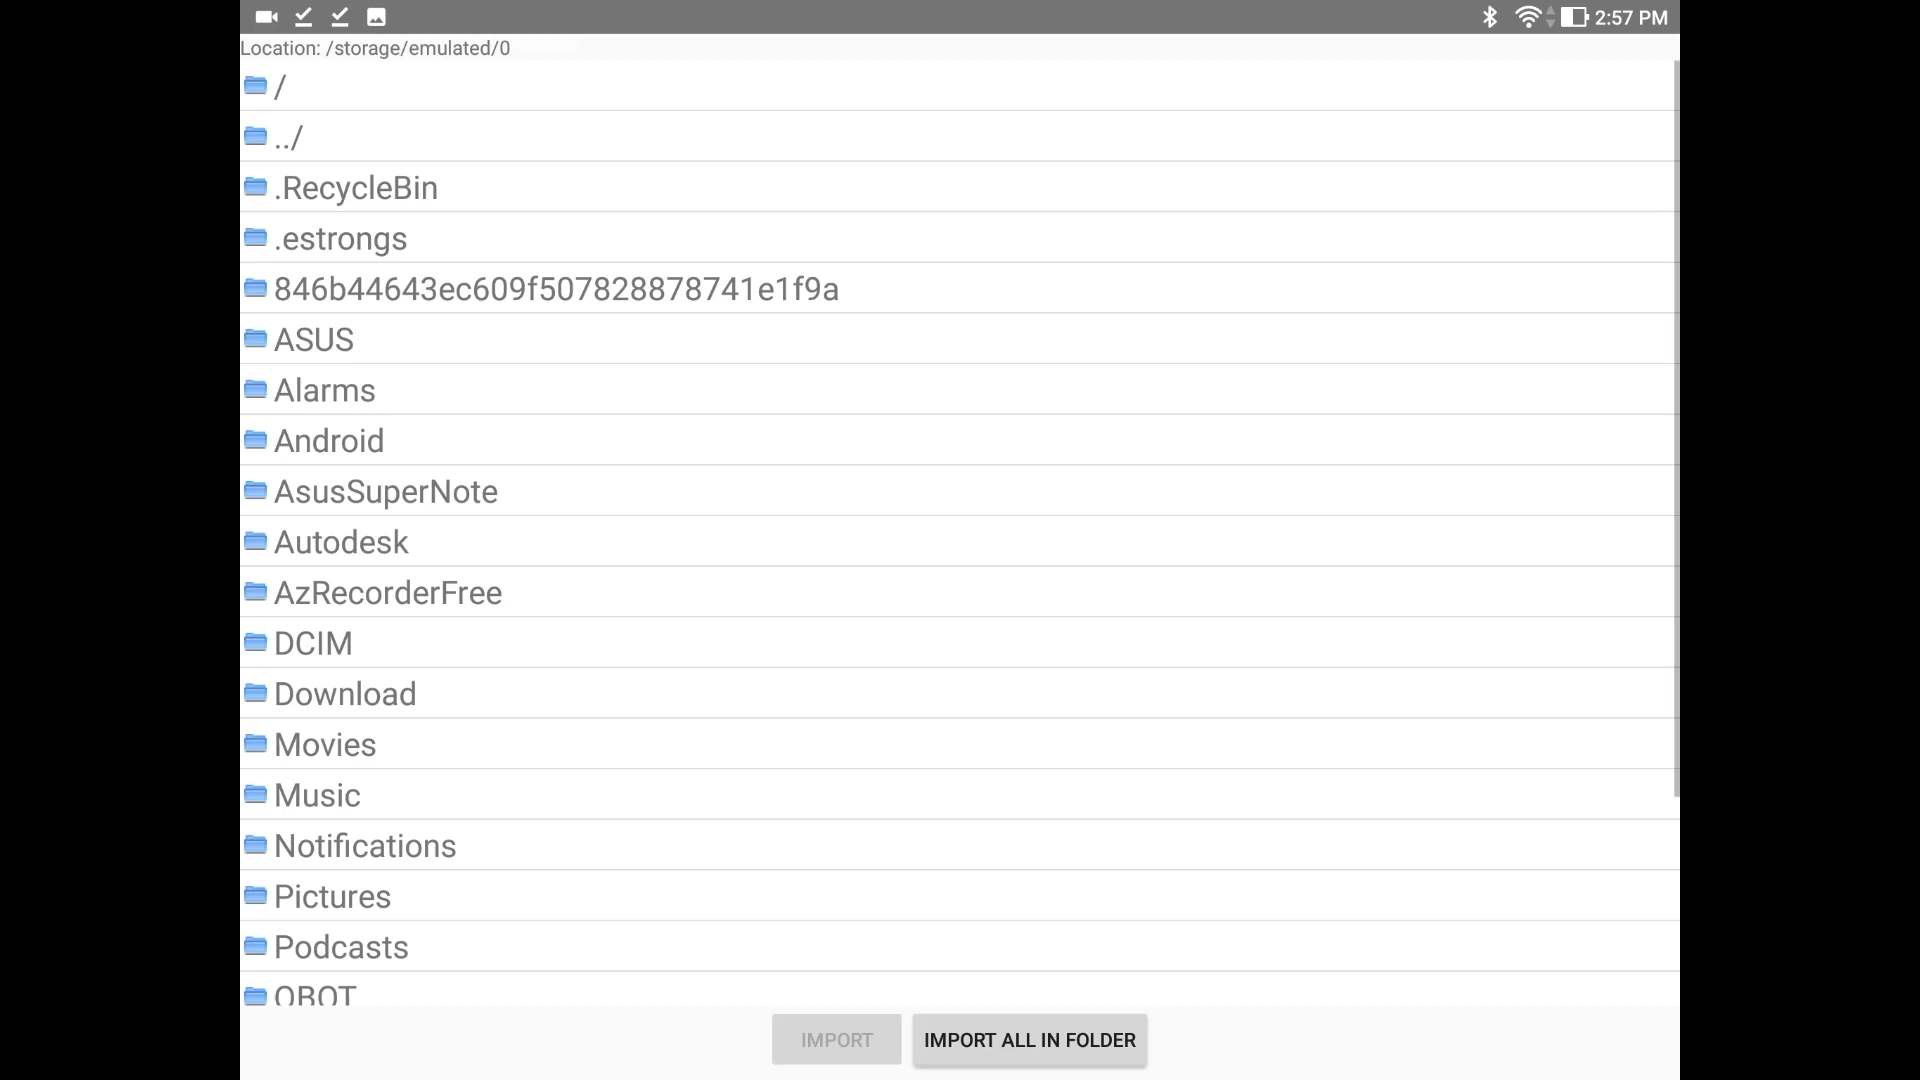 2:57 PM
Location: /storage/emulated/0
/
../
.RecycleBin
.estrongs
846b44643ec609f507828878741e1f9a
ASUS
Alarms
Android
AsusSuperNote
Autodesk
AzRecorderFree
DCIM
Download
Movies
Music
Notifications
Pictures
Podcasts
QBOT
IMPORT
IMPORT ALL IN FOLDER